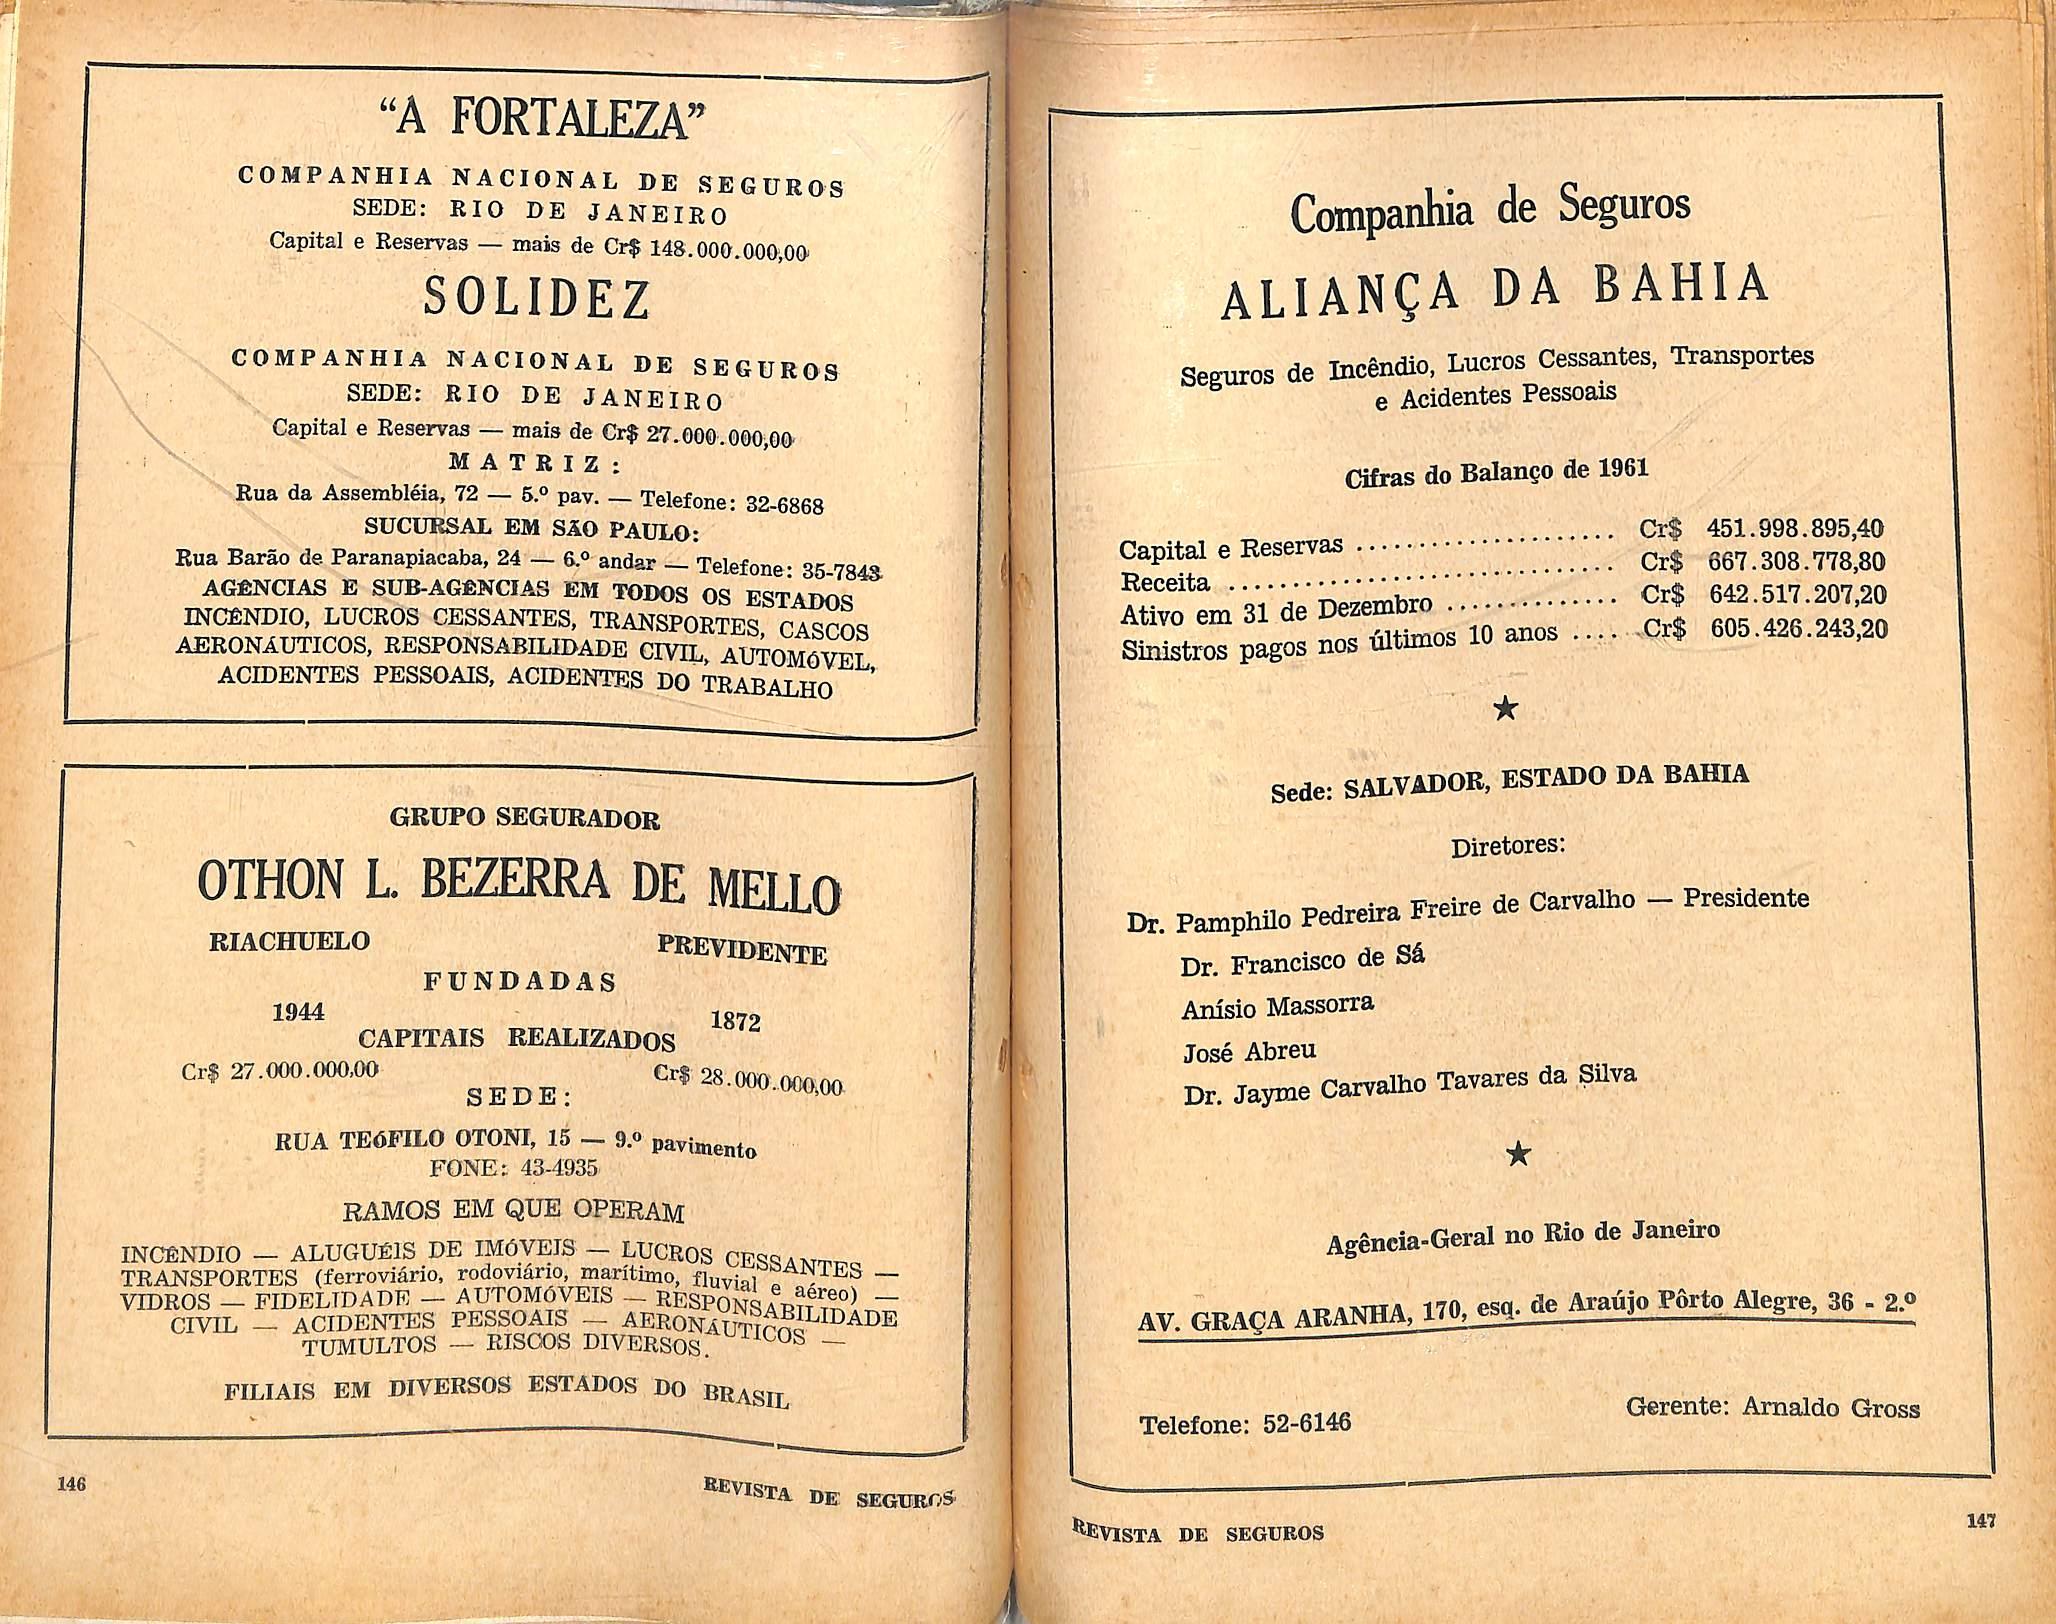 “A FORTALEZA”
COMPANHIA NACIONAL DE SEGUROS
SEDE: RIO DE JANEIRO
Capital e Reservas — mais de Cr$ 148.000.000,00
SOLIDEZ
COMPANHIA NACIONAL DE SEGUROS
SEDE: RIO DE JANEIRO
Capital e Reservas — mais de Cr$ 27.000.000,00
MATRIZ:
Rua da Assembléia, 72 — 5.º pav. — Telefone: 32-6868
SUCURSAL EM SÃO PAULO:
Rua Barão de Paranapiacaba, 24 — 6.º andar — Telefone: 35-7843
AGÊNCIAS E SUB-AGÊNCIAS EM TODOS OS ESTADOS
INCÊNDIO, LUCROS CESSANTES, TRANSPORTES, CASCOS
AERONÁUTICOS, RESPONSABILIDADE CIVIL, AUTOMóVEL,
ACIDENTES PESSOAIS, ACIDENTES DO TRABALHO
GRUPO SEGURADOR
OTHON L. BEZERRA DE MELLO
RIACHUELO PREVIDENTE
FUNDADAS
1944 1872
CAPITAIS REALIZADOS
Cr$ 27.000.000,00 Cr$ 28.000.000,00
SEDE:
RUA TEóFILO OTONI, 15 — 9.º pavimento
FONE: 43-4935
RAMOS EM QUE OPERAM
INCÊNDIO — ALUGUÉIS DE IMóVEIS — LUCROS CESSANTES —
TRANSPORTES (ferroviário, rodoviário, marítimo, fluvial e aéreo) —
VIDROS — FIDELIDADE — AUTOMÓVEIS — RESPONSABILIDADE
CIVIL — ACIDENTES PESSOAIS — AERONÁUTICOS —
TUMULTOS — RISCOS DIVERSOS.
FILIAIS EM DIVERSOS ESTADOS DO BRASIL
146 REVISTA DE SEGUROS
Companhia de Seguros
ALIANÇA DA BAHIA
Seguros de Incêndio, Lucros Cessantes, Transportes
e Acidentes Pessoais
Cifras do Balanço de 1961
Capital e Reservas ..................... Cr$ 451.998.895,40
Receita ............................... Cr$ 667.308.778,80
Ativo em 31 de Dezembro .............. Cr$ 642.517.207,20
Sinistros pagos nos últimos 10 anos .... Cr$ 605.426.243,20
★
Sede: SALVADOR, ESTADO DA BAHIA
Diretores:
Dr. Pamphilo Pedreira Freire de Carvalho — Presidente
Dr. Francisco de Sá
Anísio Massorra
José Abreu
Dr. Jayme Carvalho Tavares da Silva
★
Agência-Geral no Rio de Janeiro
AV. GRAÇA ARANHA, 170, esq. de Araújo Pôrto Alegre, 36 - 2.º
Telefone: 52-6146 Gerente: Arnaldo Gross
REVISTA DE SEGUROS 147